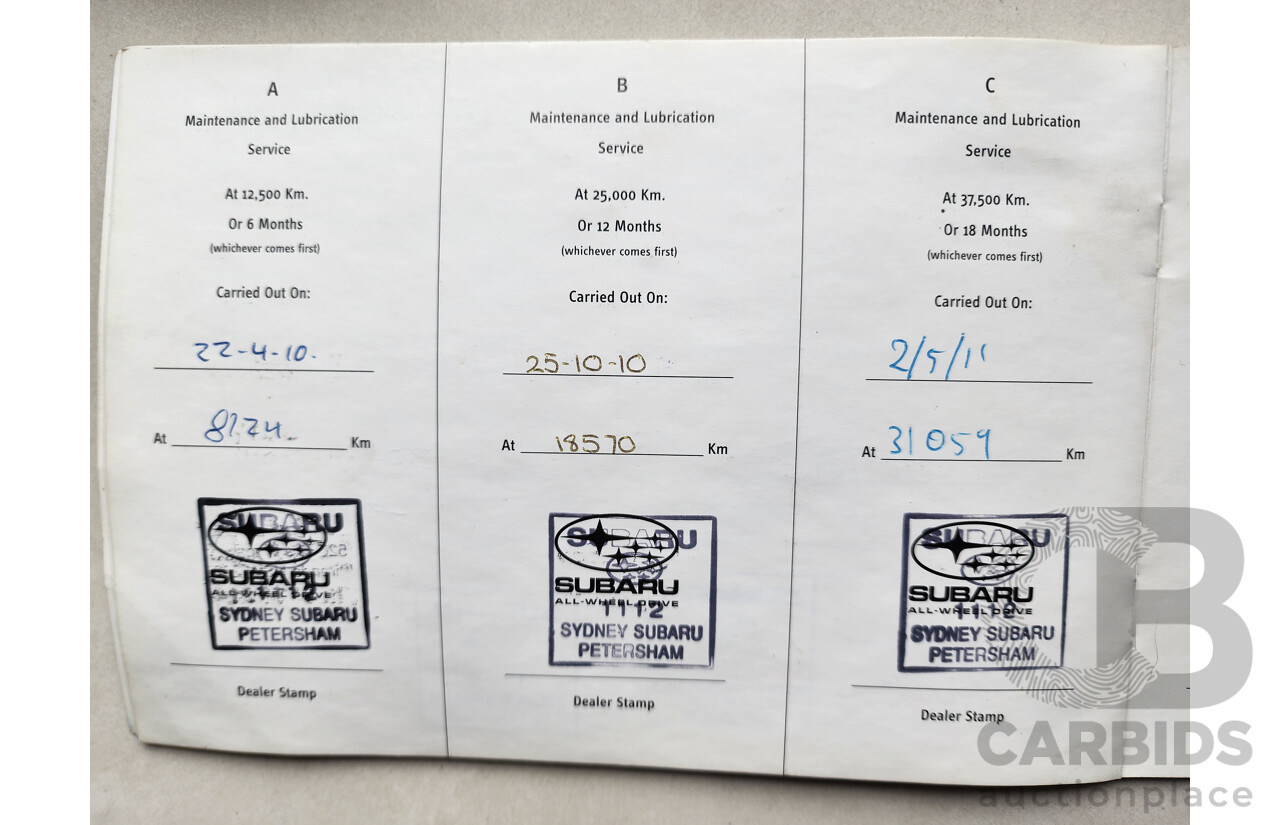 A
Maintenance and Lubrication
Service
At 12,500 Km.
Or 6 Months
(whichever comes first)
Carried Out On:
22-4-10.
At 8174. Km
SUBARU
SUBARU
ALL-WHEEL DRIVE
SYDNEY SUBARU
PETERSHAM
Dealer Stamp
B
Maintenance and Lubrication
Service
At 25,000 Km.
Or 12 Months
(whichever comes first)
Carried Out On:
25-10-10
At 18570 Km
SUBARU
SUBARU
ALL-WHEEL DRIVE
1172
SYDNEY SUBARU
PETERSHAM
Dealer Stamp
C
Maintenance and Lubrication
Service
At 37,500 Km.
Or 18 Months
(whichever comes first)
Carried Out On:
2/5/11
At 31059 Km
SUBARU
SUBARU
ALL-WHEEL DRIVE
SYDNEY SUBARU
PETERSHAM
Dealer Stamp
B
CARBIDS
auctionplace